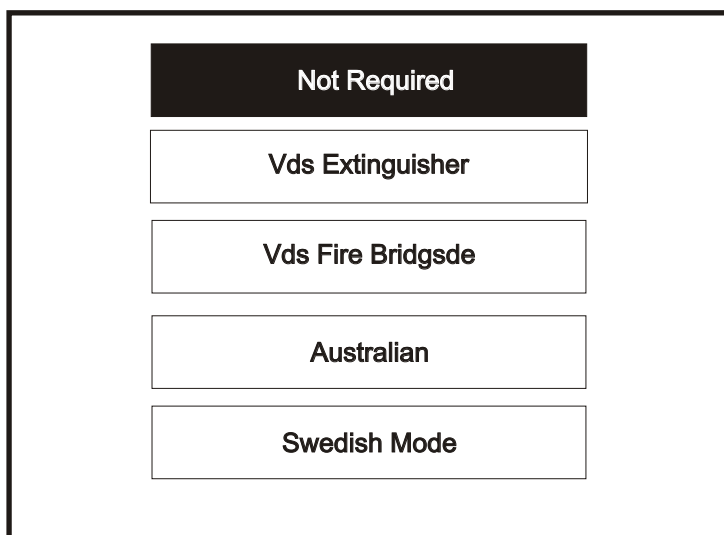 Not Required
Vds Extinguisher
Vds Fire Bridgsde
Australian
Swedish Mode